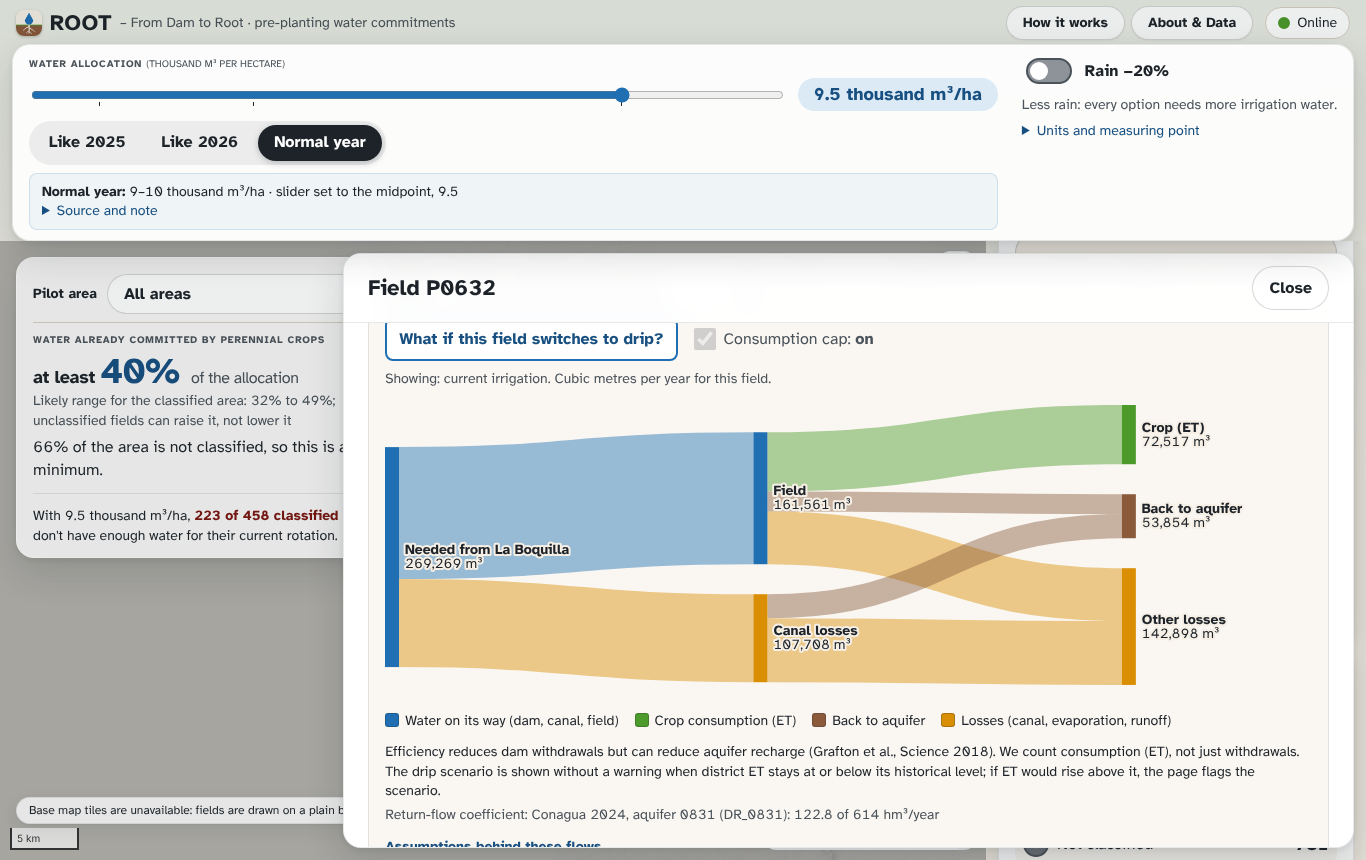 ROOT – From Dam to Root · pre-planting water commitments
How it works
About & Data
Online
WATER ALLOCATION (THOUSAND M³ PER HECTARE)
9.5 thousand m³/ha
Like 2025
Like 2026
Normal year
Normal year: 9–10 thousand m³/ha · slider set to the midpoint, 9.5
Source and note
Rain −20%
Less rain: every option needs more irrigation water.
Units and measuring point
Pilot area
All areas
WATER ALREADY COMMITTED BY PERENNIAL CROPS
at least 40% of the allocation
Likely range for the classified area: 32% to 49%;
unclassified fields can raise it, not lower it
66% of the area is not classified, so this is a
minimum.
With 9.5 thousand m³/ha, 223 of 458 classified
don't have enough water for their current rotation.
Base map tiles are unavailable: fields are drawn on a plain
5 km
Field P0632
Close
What if this field switches to drip?
Consumption cap: on
Showing: current irrigation. Cubic metres per year for this field.
Needed from La Boquilla
269,269 m³
Field
161,561 m³
Canal losses
107,708 m³
Crop (ET)
72,517 m³
Back to aquifer
53,854 m³
Other losses
142,898 m³
Water on its way (dam, canal, field)
Crop consumption (ET)
Back to aquifer
Losses (canal, evaporation, runoff)
Efficiency reduces dam withdrawals but can reduce aquifer recharge (Grafton et al., Science 2018). We count consumption (ET), not just withdrawals.
The drip scenario is shown without a warning when district ET stays at or below its historical level; if ET would rise above it, the page flags the
scenario.
Return-flow coefficient: Conagua 2024, aquifer 0831 (DR_0831): 122.8 of 614 hm³/year
Assumptions behind these flows